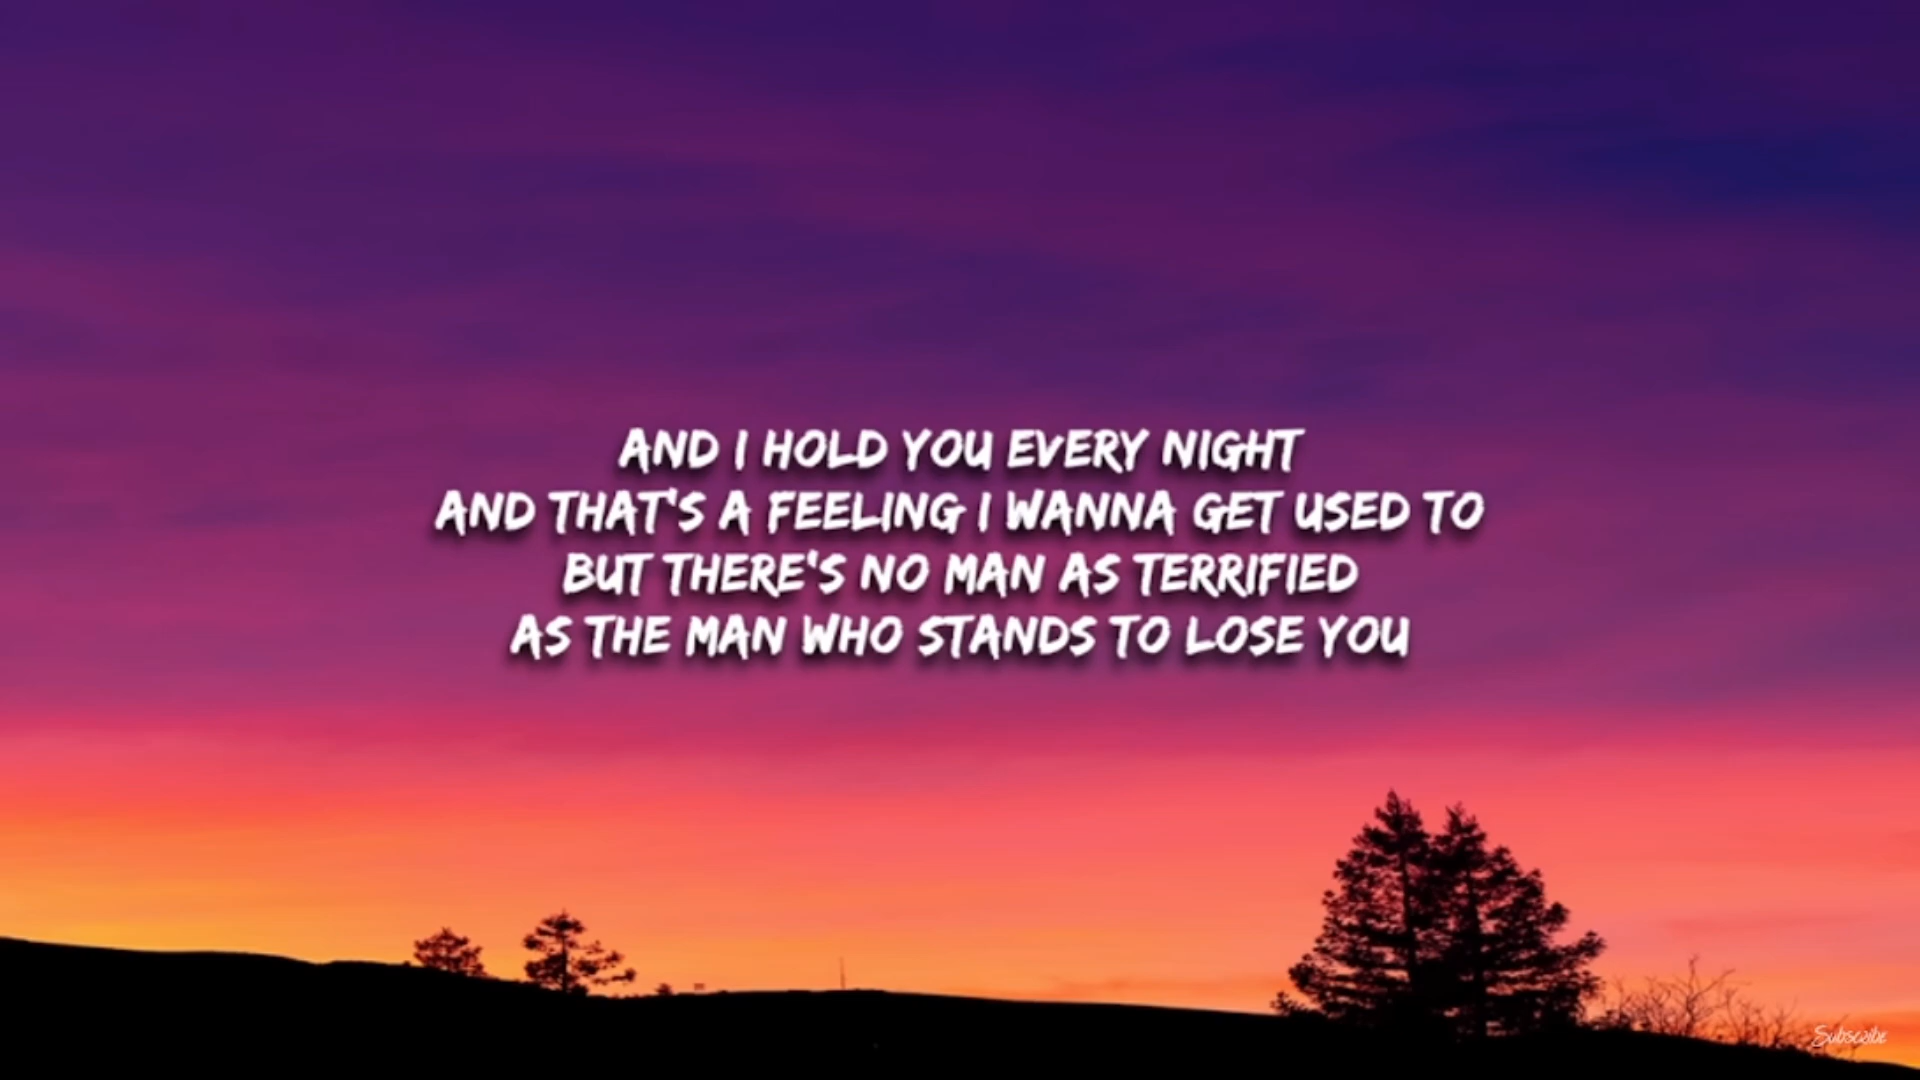 AND I HOLD YOU EVERY NIGHT
AND THAT'S A FEELING I WANNA GET USED TO
BUT THERE'S NO MAN AS TERRIFIED
AS THE MAN WHO STANDS TO LOSE YOU
Subscribe